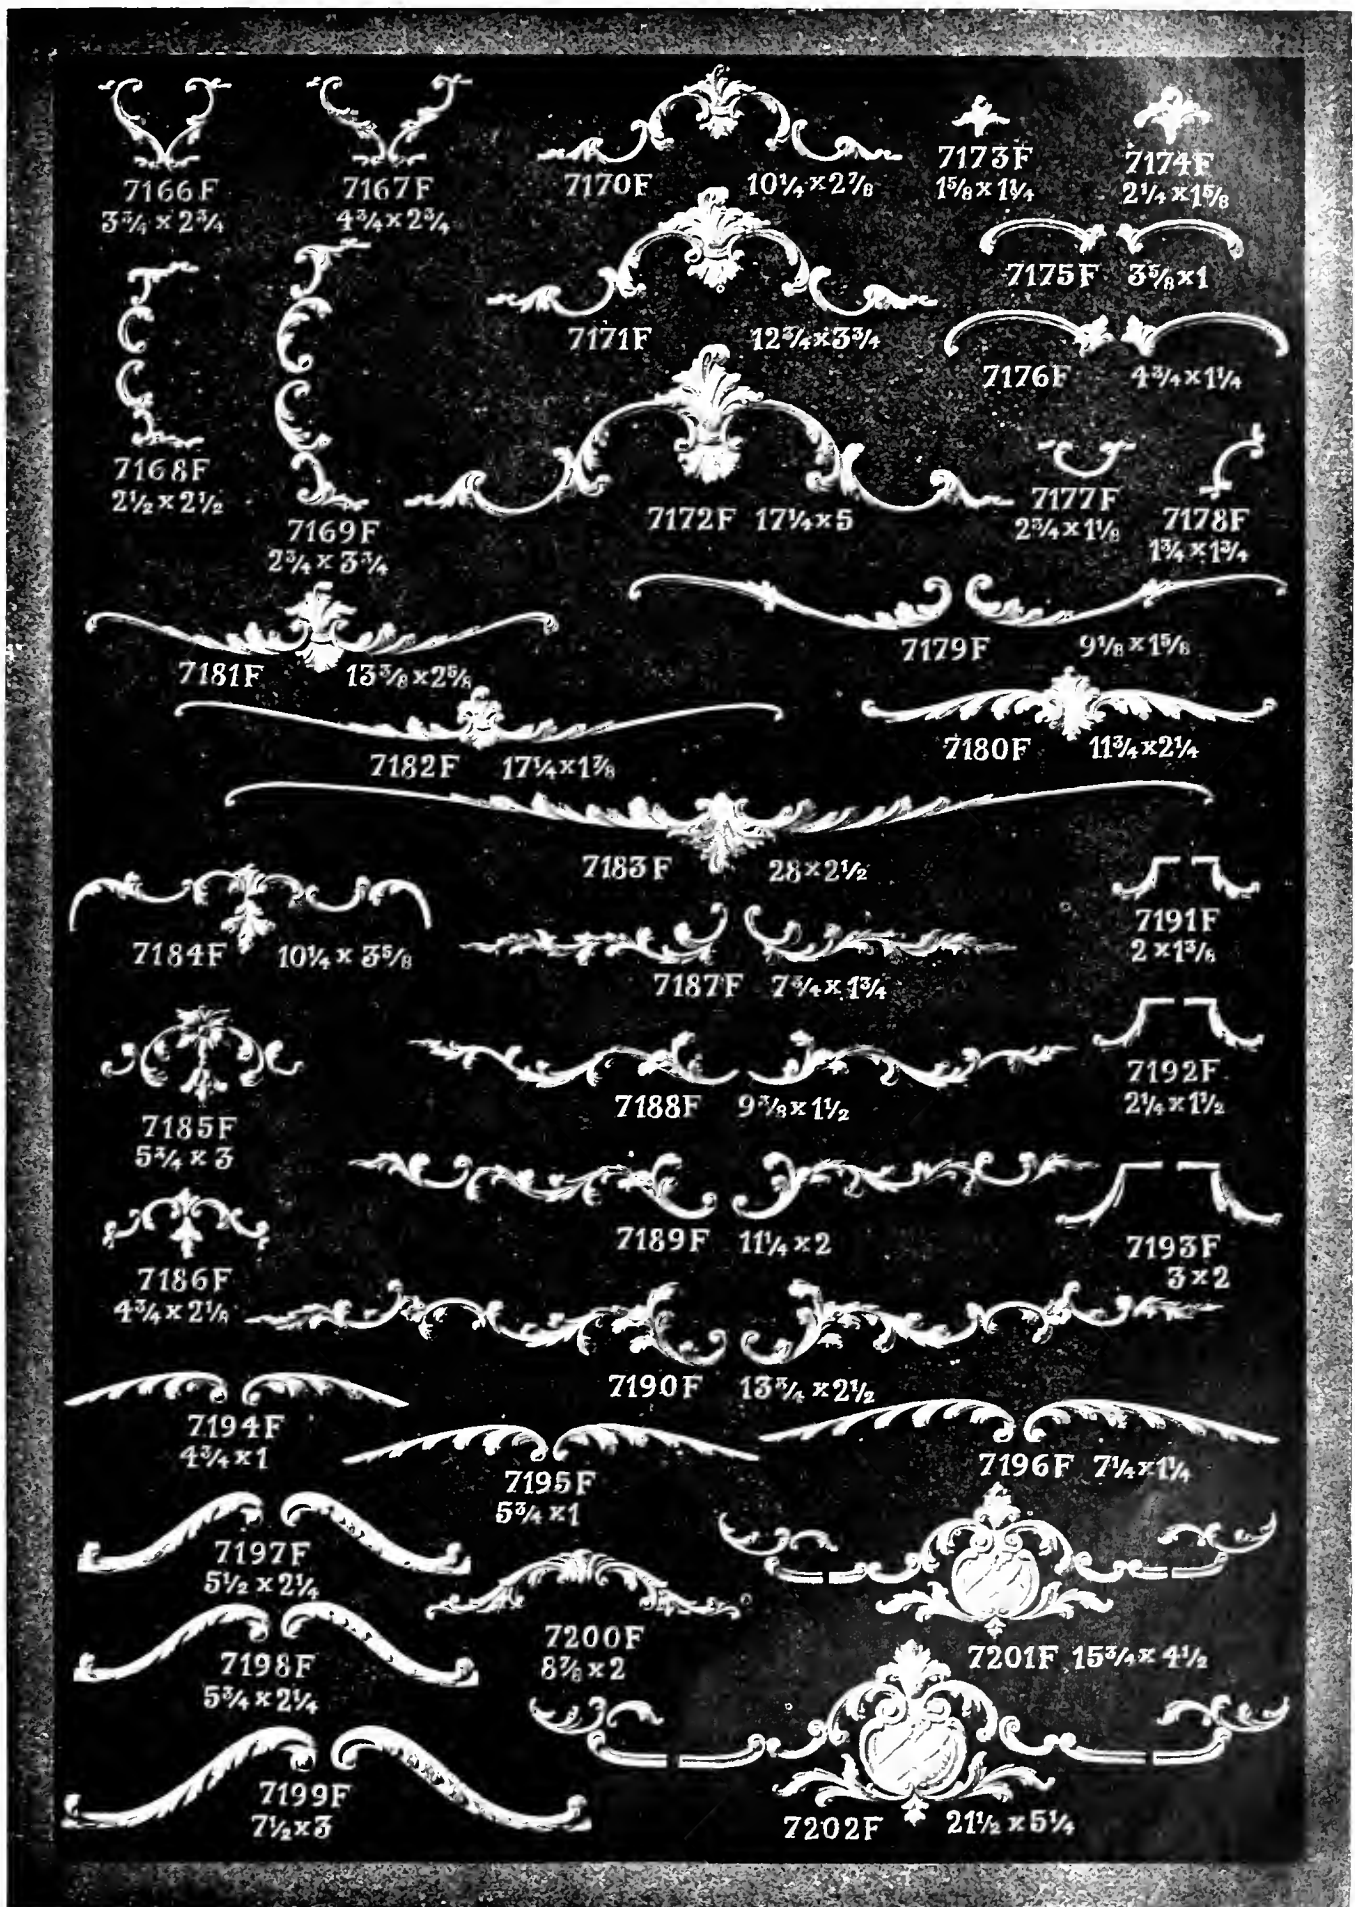 7166F
3¾ × 2¾
7167F
4¾ × 2¾
7170F 10¼ × 2⅞
7173F
1⅝ × 1¼
7174F
2¼ × 1⅝
7175F 3⅝ × 1
7171F 12¾ × 3¾
7176F 4¾ × 1¼
7168F
2½ × 2½
7169F
2¾ × 3¾
7172F 17¼ × 5
7177F
2¾ × 1⅛
7178F
1¾ × 1¾
7179F 9⅛ × 1⅝
7181F 13⅜ × 2⅝
7180F 11¾ × 2¼
7182F 17¼ × 1⅞
7183F 28 × 2½
7191F
2 × 1⅜
7184F 10¼ × 3⅝
7187F 7¾ × 1¾
7192F
2¼ × 1½
7188F 9⅜ × 1½
7185F
5¾ × 3
7189F 11¼ × 2
7193F
3 × 2
7186F
4¾ × 2⅛
7190F 13¾ × 2½
7194F
4¾ × 1
7195F
5¾ × 1
7196F 7¼ × 1¼
7197F
5½ × 2¼
7200F
8⅞ × 2
7201F 15¾ × 4½
7198F
5¾ × 2¼
7199F
7½ × 3
7202F 21½ × 5¼